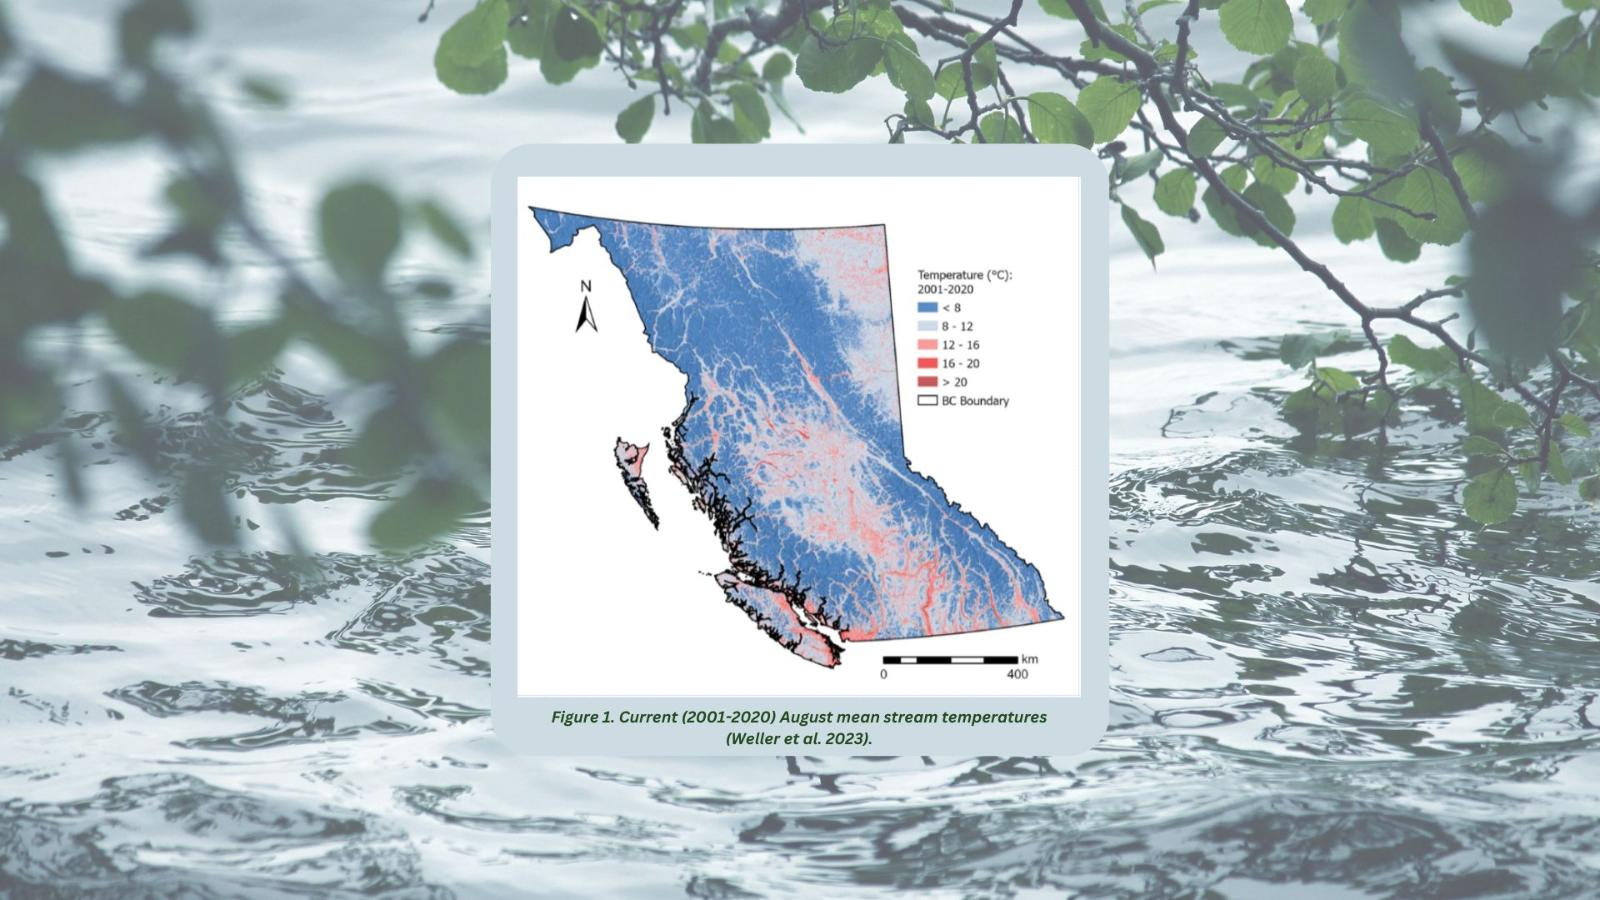 N
Temperature (°C):
2001-2020
< 8
8 - 12
12 - 16
16 - 20
> 20
BC Boundary
km
0 400
Figure 1. Current (2001-2020) August mean stream temperatures
(Weller et al. 2023).